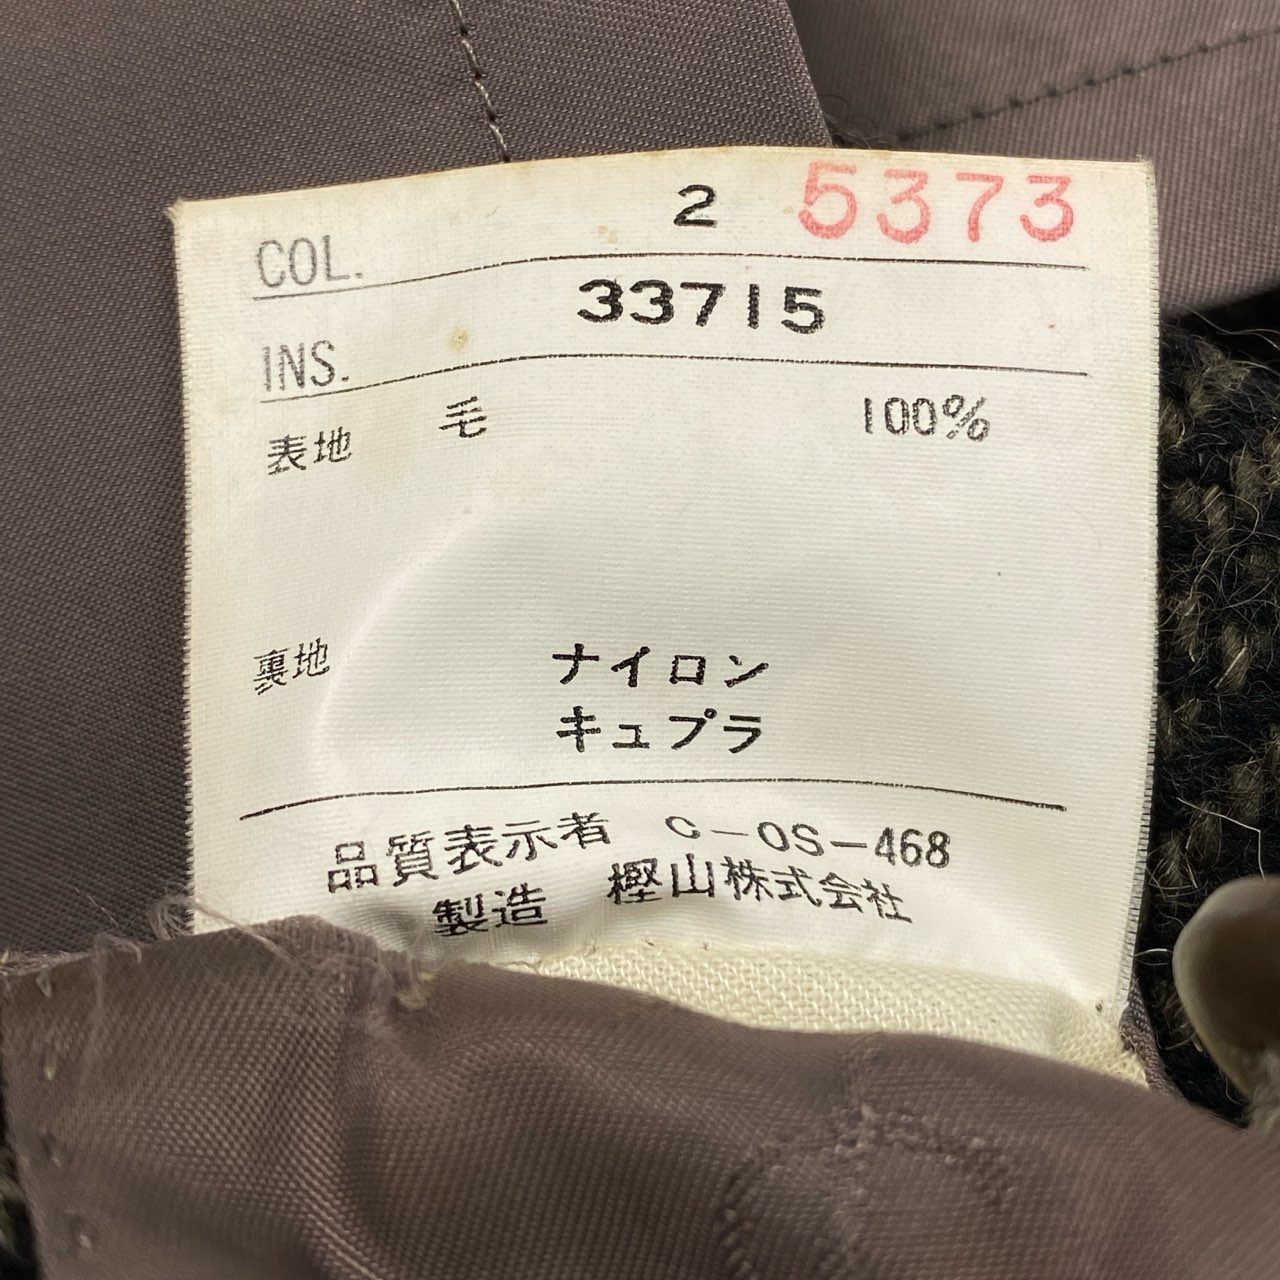 2 5373
COL.
33715
INS.
表地 毛 100%
裏地 ナイロン
キュプラ
品質表示者 C-OS-468
製造 樫山株式会社